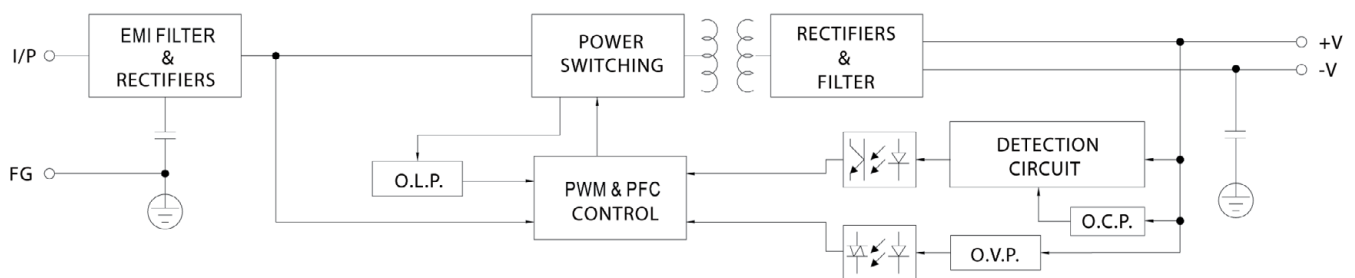 I/P
EMI FILTER
&
RECTIFIERS
POWER
SWITCHING
RECTIFIERS
&
FILTER
+V
-V
FG
O.L.P.
PWM & PFC
CONTROL
DETECTION
CIRCUIT
O.C.P.
O.V.P.